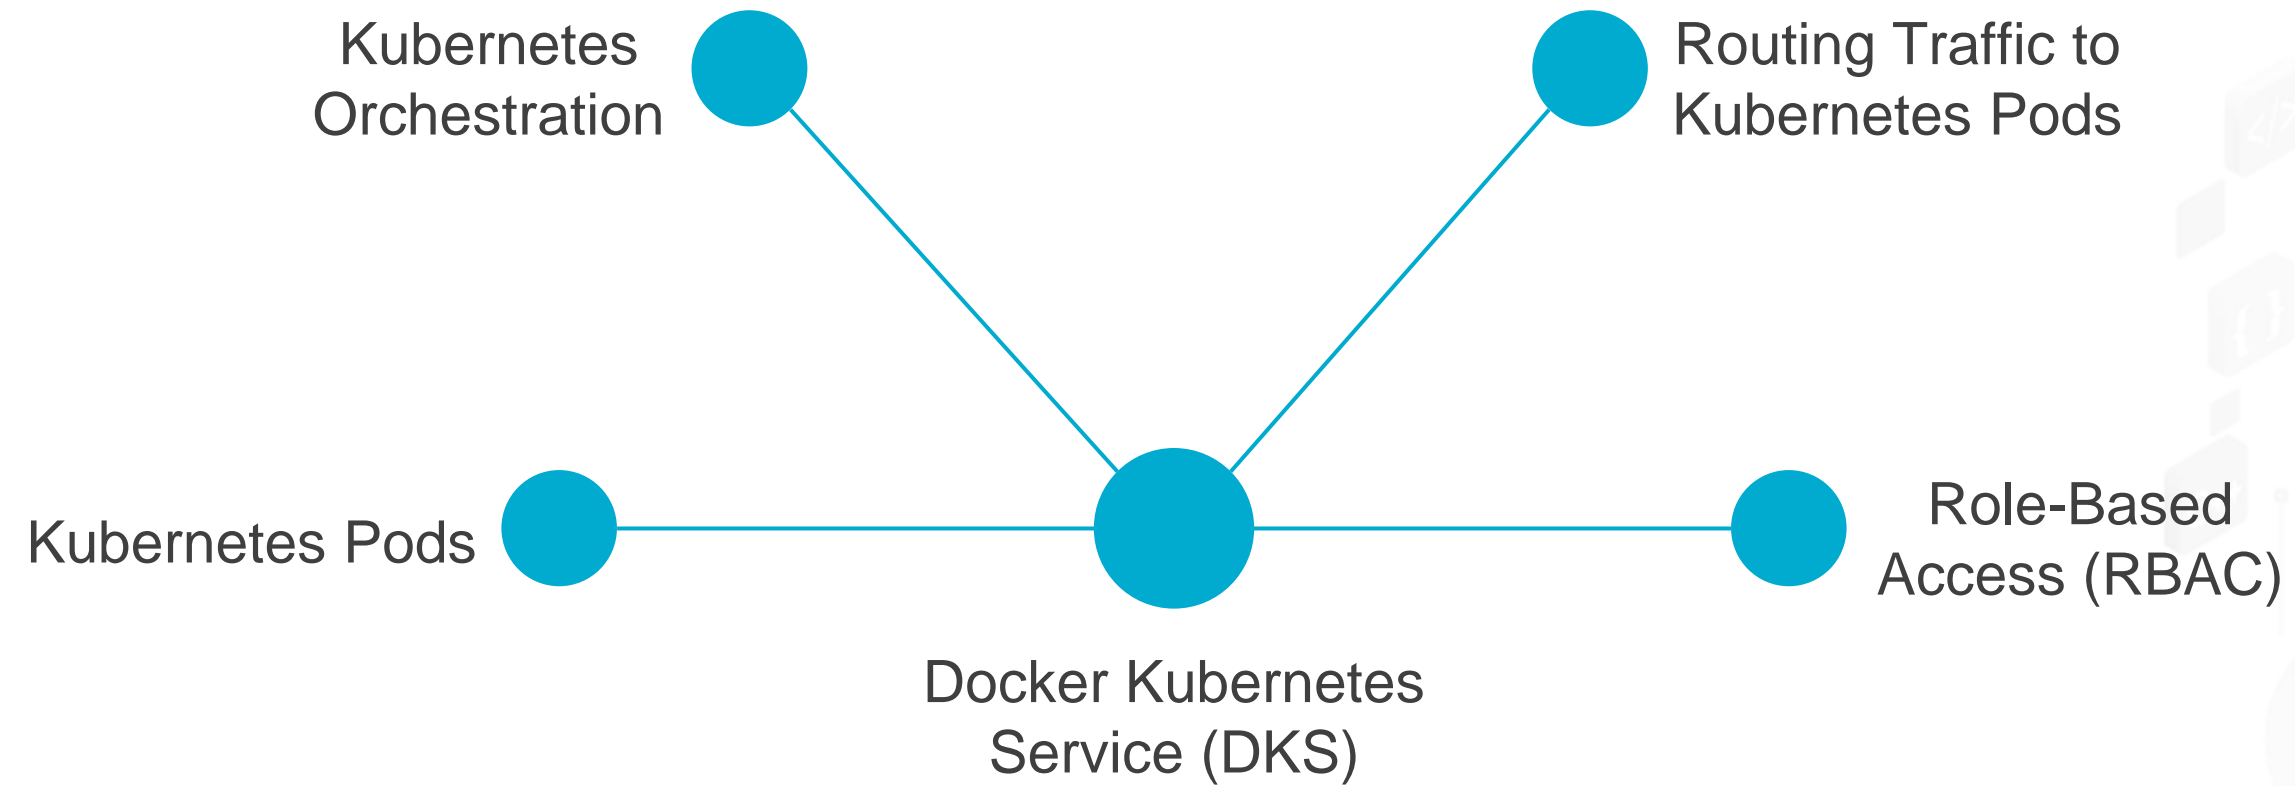 Kubernetes
Orchestration
Routing Traffic to
Kubernetes Pods
Kubernetes Pods
Role-Based
Access (RBAC)
Docker Kubernetes
Service (DKS)